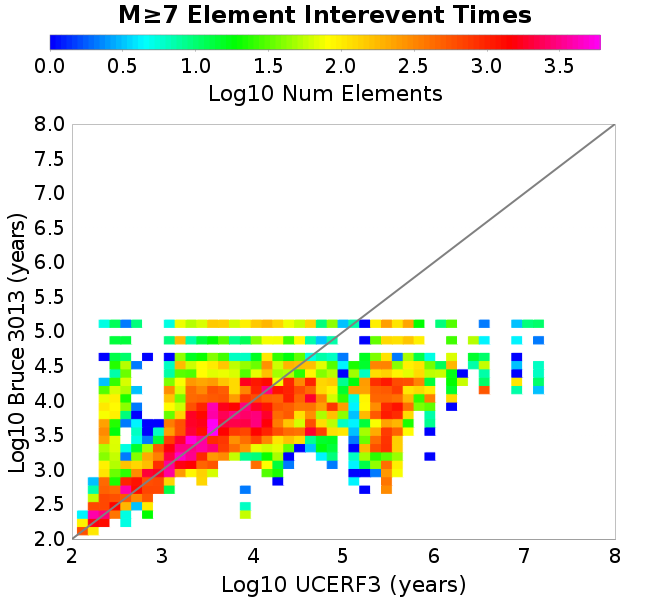 M≥7 Element Interevent Times
0.0 0.5 1.0 1.5 2.0 2.5 3.0 3.5
Log10 Num Elements
8.0
7.5
7.0
6.5
6.0
5.5
5.0
4.5
4.0
3.5
3.0
2.5
2.0
Log10 Bruce 3013 (years)
2 3 4 5 6 7 8
Log10 UCERF3 (years)